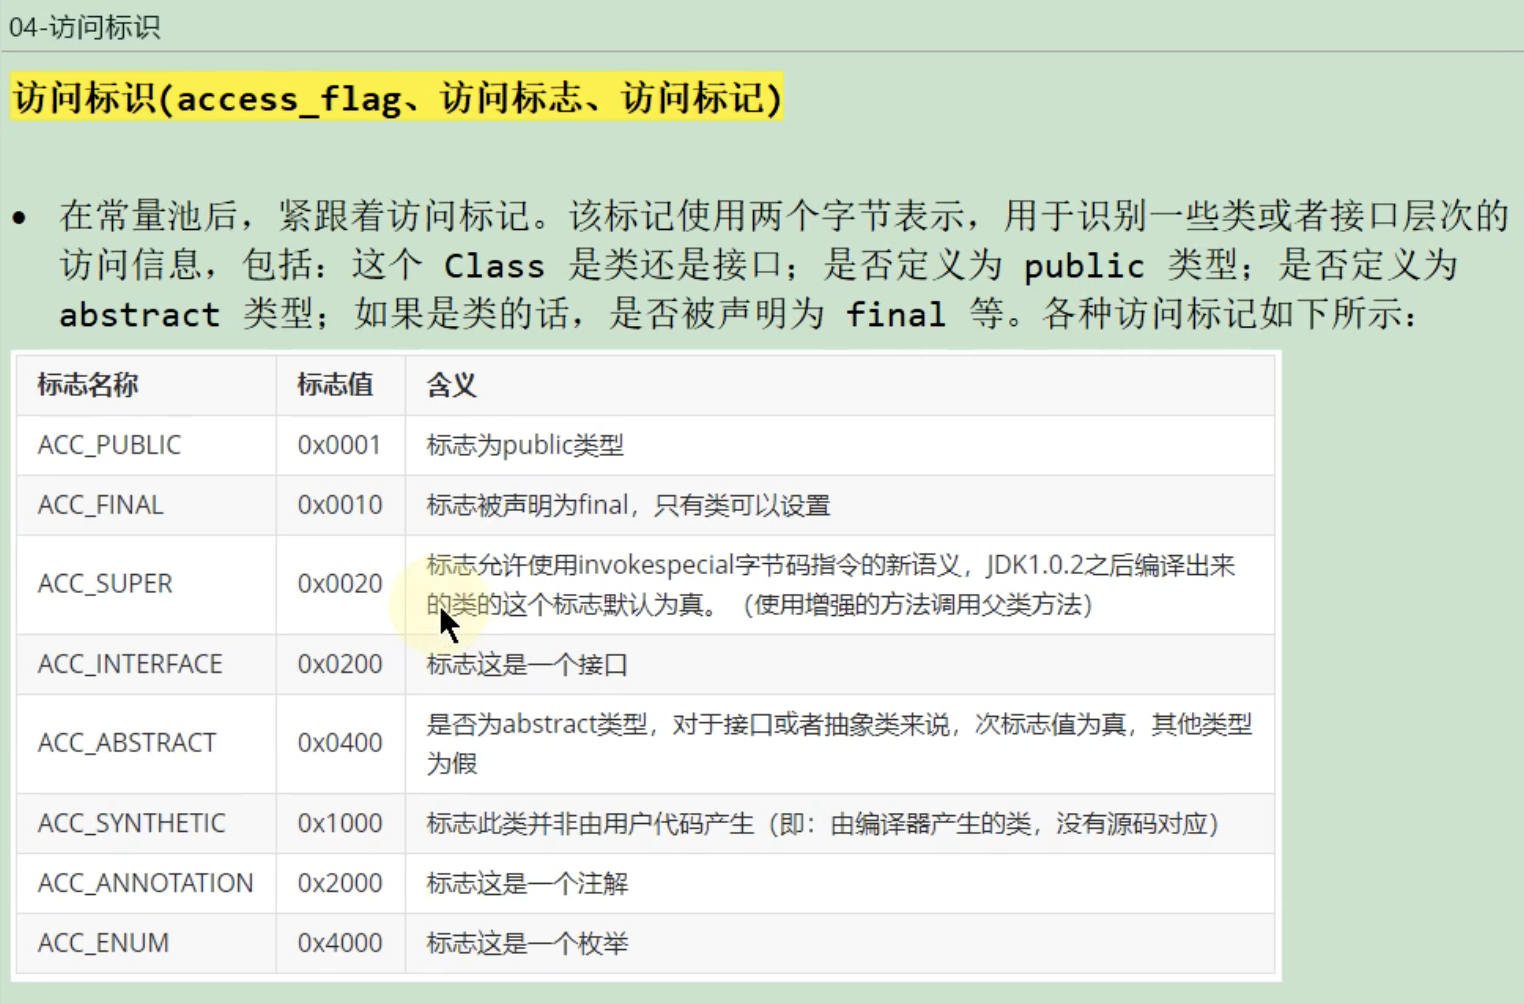 04-访问标识
访问标识(access_flag、访问标志、访问标记)
• 在常量池后，紧跟着访问标记。该标记使用两个字节表示，用于识别一些类或者接口层次的
访问信息，包括：这个 Class 是类还是接口；是否定义为 public 类型；是否定义为
abstract 类型；如果是类的话，是否被声明为 final 等。各种访问标记如下所示：
标志名称 标志值 含义
ACC_PUBLIC 0x0001 标志为public类型
ACC_FINAL 0x0010 标志被声明为final，只有类可以设置
ACC_SUPER 0x0020 标志允许使用invokespecial字节码指令的新语义，JDK1.0.2之后编译出来
的类的这个标志默认为真。（使用增强的方法调用父类方法）
ACC_INTERFACE 0x0200 标志这是一个接口
ACC_ABSTRACT 0x0400 是否为abstract类型，对于接口或者抽象类来说，次标志值为真，其他类型
为假
ACC_SYNTHETIC 0x1000 标志此类并非由用户代码产生（即：由编译器产生的类，没有源码对应）
ACC_ANNOTATION 0x2000 标志这是一个注解
ACC_ENUM 0x4000 标志这是一个枚举